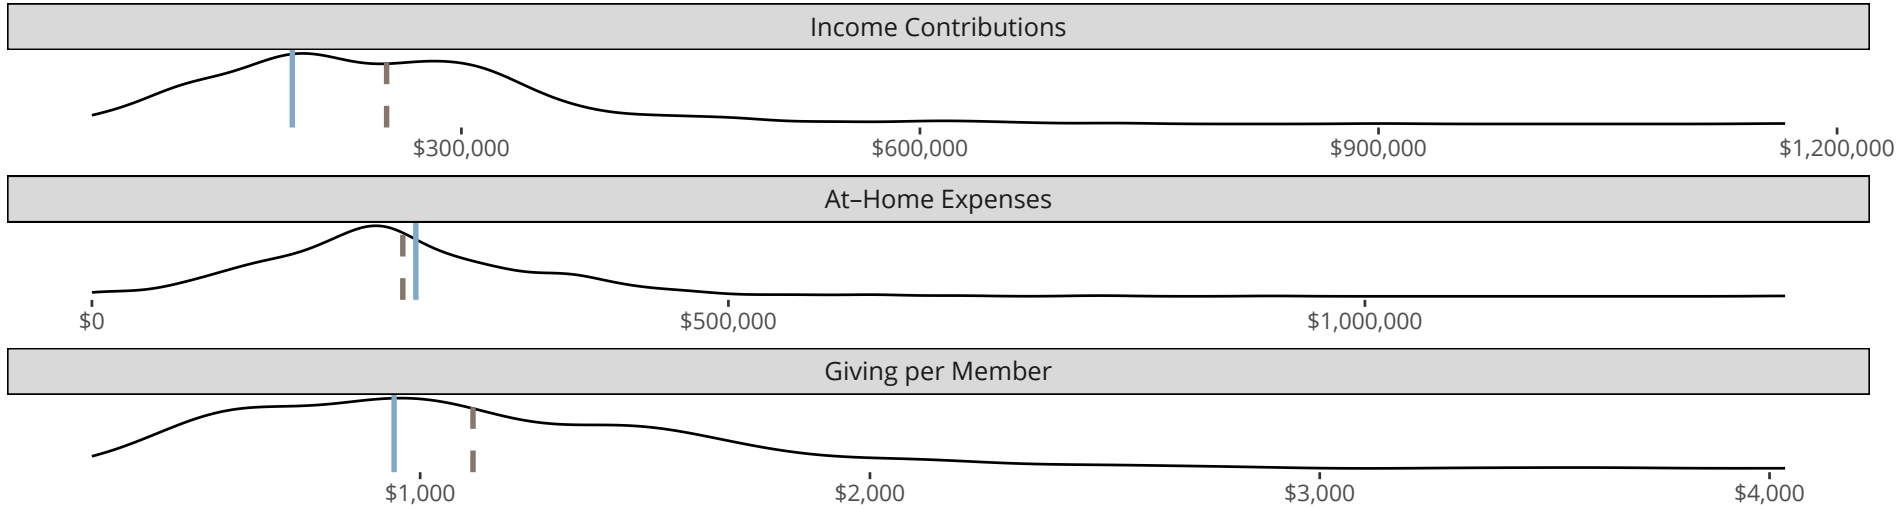 Income Contributions
$300,000 $600,000 $900,000 $1,200,000
At–Home Expenses
$0 $500,000 $1,000,000
Giving per Member
$1,000 $2,000 $3,000 $4,000